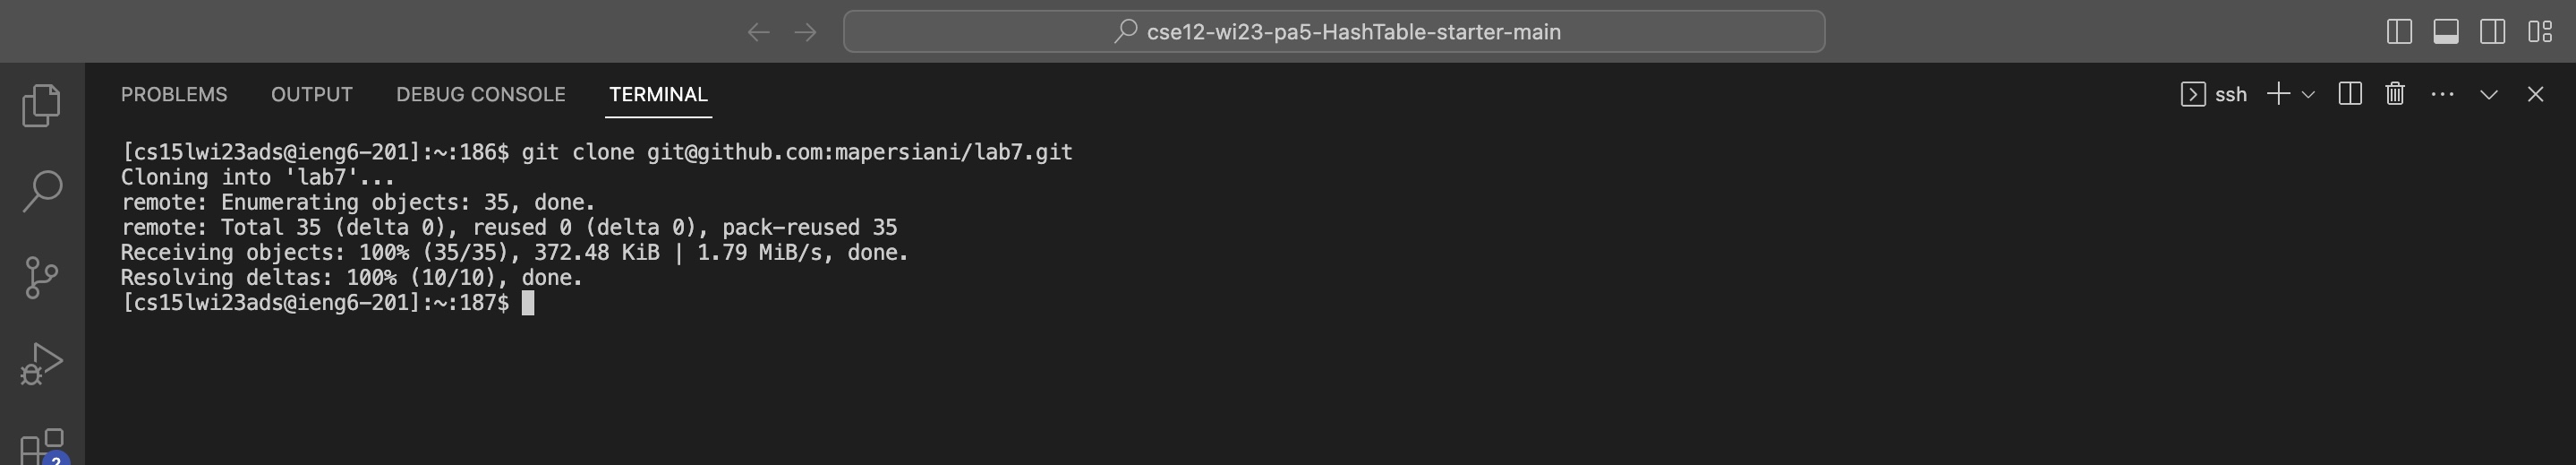 cse12-wi23-pa5-HashTable-starter-main
PROBLEMS OUTPUT DEBUG CONSOLE TERMINAL ssh
[cs15lwi23ads@ieng6-201]:~:186$ git clone git@github.com:mapersiani/lab7.git
Cloning into 'lab7'...
remote: Enumerating objects: 35, done.
remote: Total 35 (delta 0), reused 0 (delta 0), pack-reused 35
Receiving objects: 100% (35/35), 372.48 KiB | 1.79 MiB/s, done.
Resolving deltas: 100% (10/10), done.
[cs15lwi23ads@ieng6-201]:~:187$
2